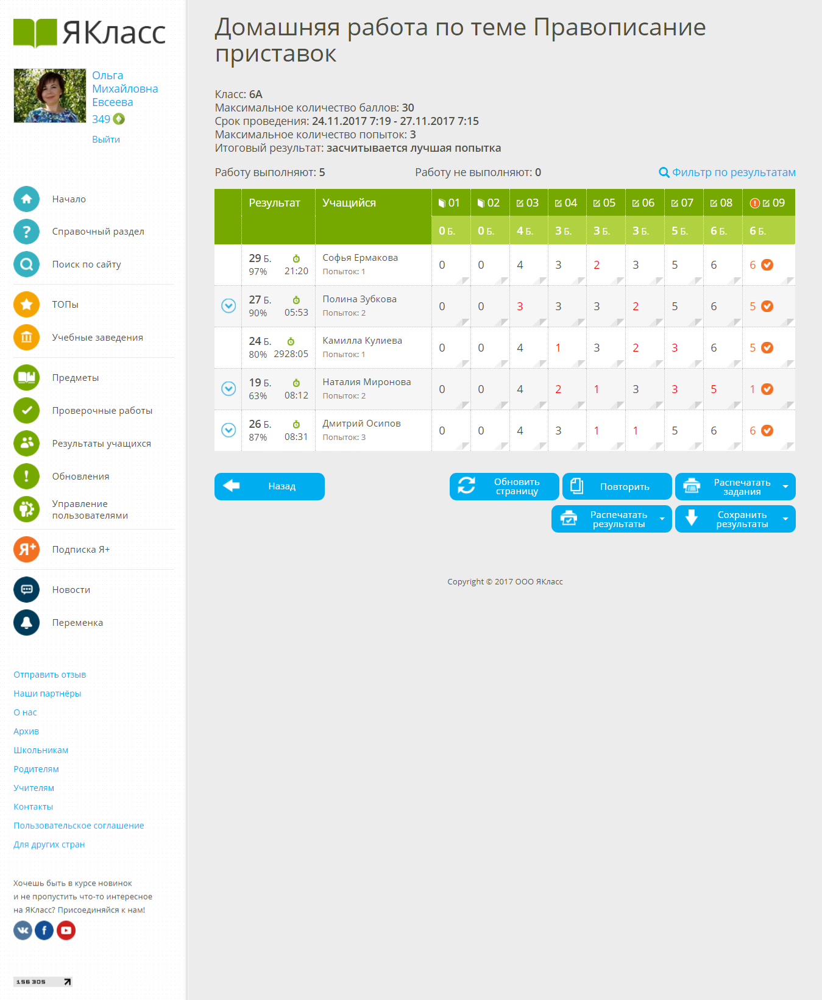 ЯКласс
Ольга
Михайловна
Евсеева
349
Выйти
Начало
Справочный раздел
Поиск по сайту
ТОПы
Учебные заведения
Предметы
Проверочные работы
Результаты учащихся
Обновления
Управление
пользователями
Я+ Подписка Я+
Новости
Переменка
Отправить отзыв
Наши партнёры
О нас
Архив
Школьникам
Родителям
Учителям
Контакты
Пользовательское соглашение
Для других стран
Хочешь быть в курсе новинок
и не пропустить что-то интересное
на ЯКласс? Присоединяйся к нам!
156 305
Домашняя работа по теме Правописание
приставок
Класс: 6А
Максимальное количество баллов: 30
Срок проведения: 24.11.2017 7:19 - 27.11.2017 7:15
Максимальное количество попыток: 3
Итоговый результат: засчитывается лучшая попытка
Работу выполняют: 5 Работу не выполняют: 0 Фильтр по результатам
Результат Учащийся 01 02 03 04 05 06 07 08 09
0 Б. 0 Б. 4 Б. 3 Б. 3 Б. 3 Б. 5 Б. 6 Б. 6 Б.
29 Б. 97% 21:20 Софья Ермакова Попыток: 1 0 0 4 3 2 3 5 6 6
27 Б. 90% 05:53 Полина Зубкова Попыток: 2 0 0 3 3 3 2 5 6 5
24 Б. 80% 2928:05 Камилла Кулиева Попыток: 1 0 0 4 1 3 2 3 6 5
19 Б. 63% 08:12 Наталия Миронова Попыток: 2 0 0 4 2 1 3 3 5 1
26 Б. 87% 08:31 Дмитрий Осипов Попыток: 3 0 0 4 3 1 1 5 6 6
Назад
Обновить
страницу
Повторить
Распечатать
задания
Распечатать
результаты
Сохранить
результаты
Copyright © 2017 ООО ЯКласс